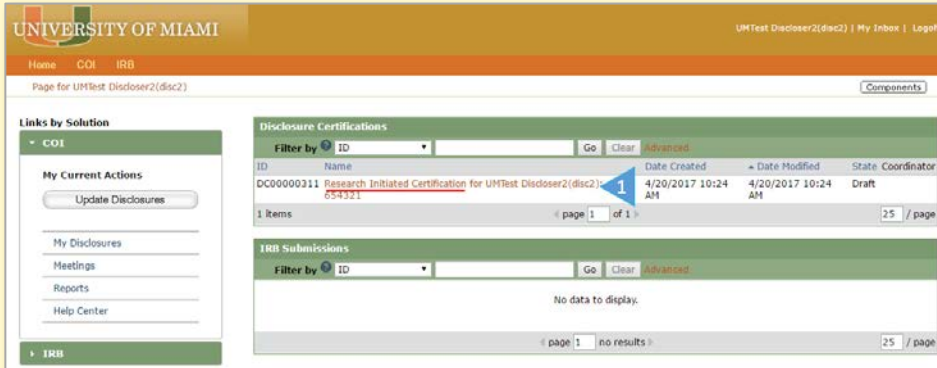 UNIVERSITY OF MIAMI
UMTest Discloser2(disc2) | My Inbox | Logoff
Home COI IRB
Page for UMTest Discloser2(disc2)
Components
Links by Solution
COI
My Current Actions
Update Disclosures
My Disclosures
Meetings
Reports
Help Center
IRB
Disclosure Certifications
Filter by ? ID Go Clear Advanced
ID Name Date Created Date Modified State Coordinator
DC00000311 Research Initiated Certification for UMTest Discloser2(disc2): 1 4/20/2017 10:24 4/20/2017 10:24 Draft
654321 AM AM
1 items page 1 of 1 25 / page
IRB Submissions
Filter by ? ID Go Clear Advanced
No data to display.
page 1 no results 25 / page